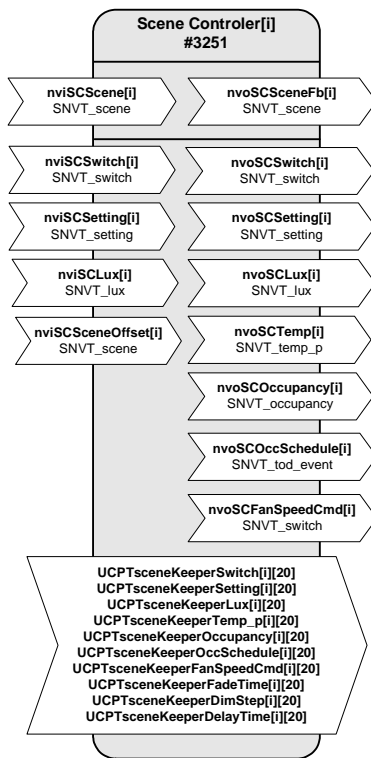 Scene Controler[i]
#3251
nviSCScene[i]
SNVT_scene
nvoSCSceneFb[i]
SNVT_scene
nviSCSwitch[i]
SNVT_switch
nvoSCSwitch[i]
SNVT_switch
nviSCSetting[i]
SNVT_setting
nvoSCSetting[i]
SNVT_setting
nviSCLux[i]
SNVT_lux
nvoSCLux[i]
SNVT_lux
nviSCSceneOffset[i]
SNVT_scene
nvoSCTemp[i]
SNVT_temp_p
nvoSCOccupancy[i]
SNVT_occupancy
nvoSCOccSchedule[i]
SNVT_tod_event
nvoSCFanSpeedCmd[i]
SNVT_switch
UCPTsceneKeeperSwitch[i][20]
UCPTsceneKeeperSetting[i][20]
UCPTsceneKeeperLux[i][20]
UCPTsceneKeeperTemp_p[i][20]
UCPTsceneKeeperOccupancy[i][20]
UCPTsceneKeeperOccSchedule[i][20]
UCPTsceneKeeperFanSpeedCmd[i][20]
UCPTsceneKeeperFadeTime[i][20]
UCPTsceneKeeperDimStep[i][20]
UCPTsceneKeeperDelayTime[i][20]